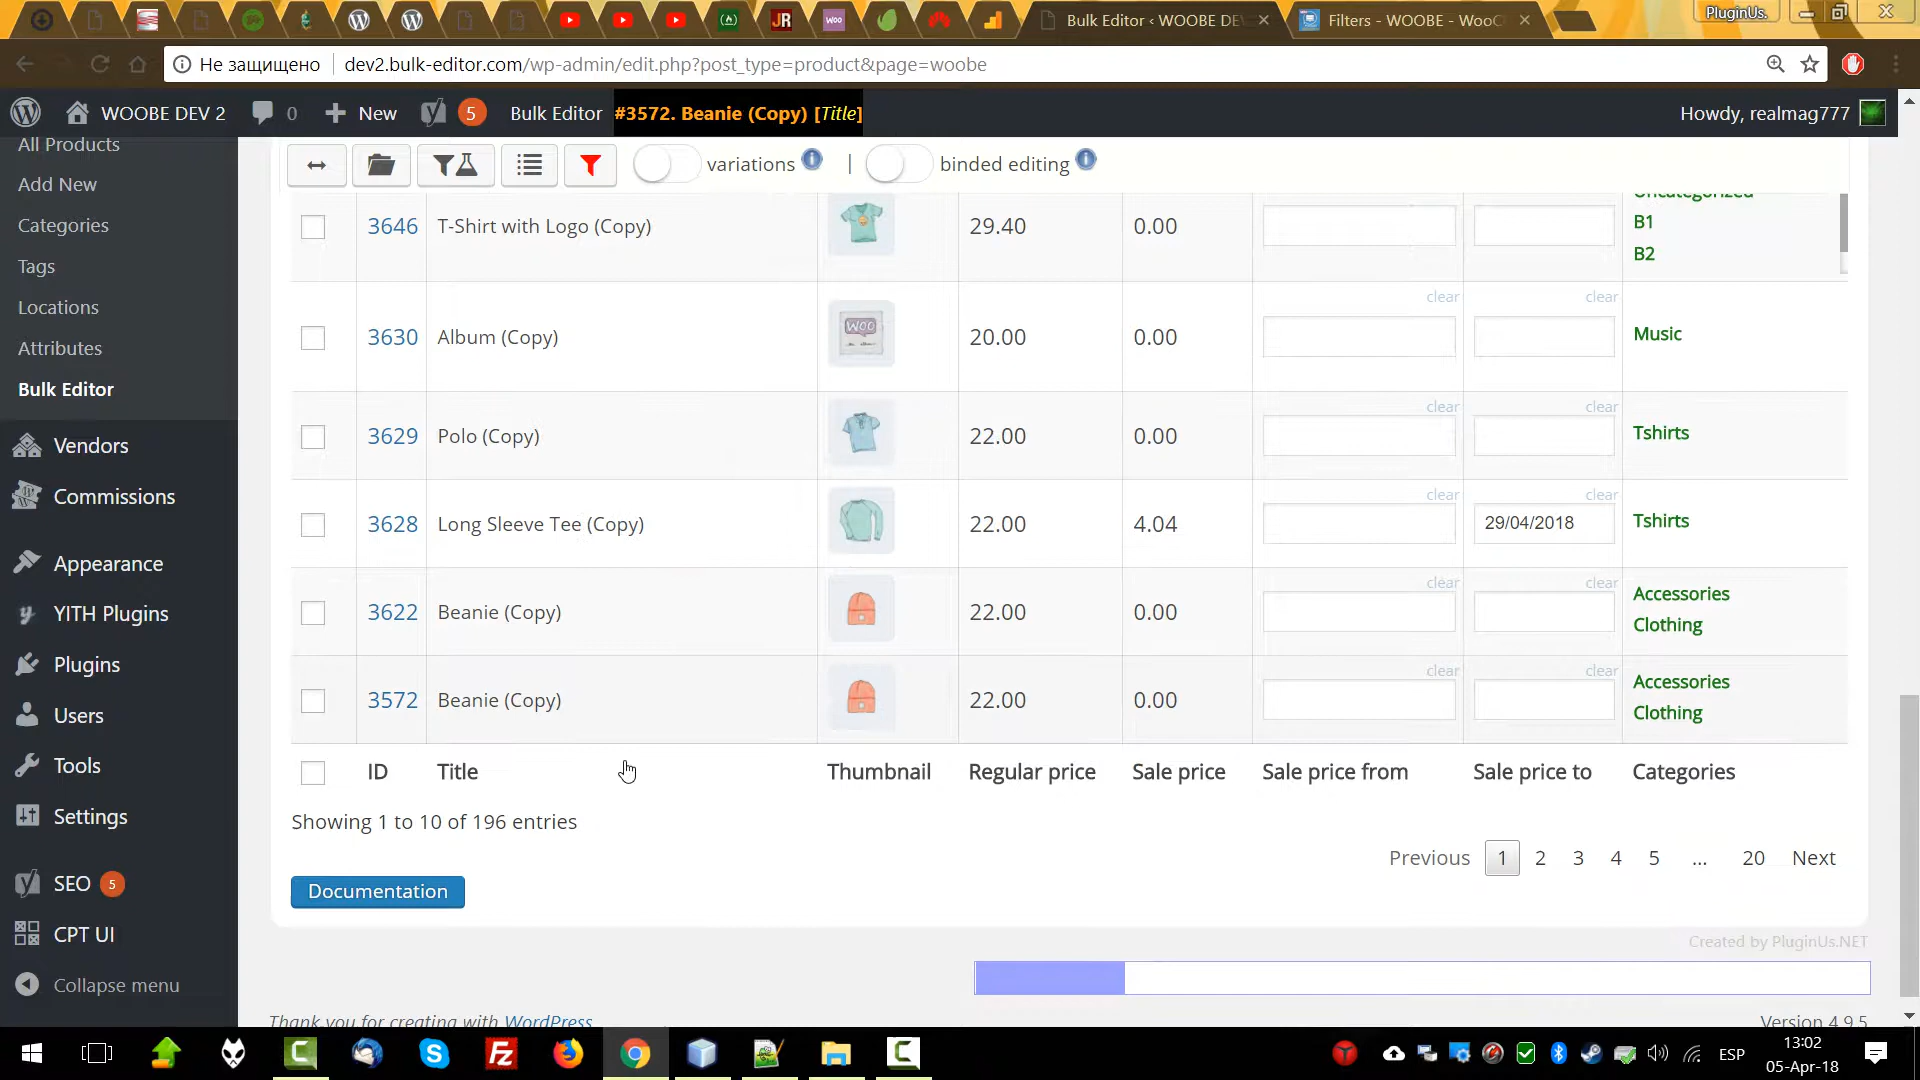 JR
WOO
Bulk Editor ‹ WOOBE DE
Filters - WOOBE - WooC
PluginUs.
Не защищено
dev2.bulk-editor.com/wp-admin/edit.php?post_type=product&page=woobe
WOOBE DEV 2
0
New
5
Bulk Editor
#3572. Beanie (Copy) [Title]
Howdy, realmag777
All Products
Add New
Categories
Tags
Locations
Attributes
Bulk Editor
Vendors
Commissions
Appearance
YITH Plugins
Plugins
Users
Tools
Settings
SEO 5
CPT UI
Collapse menu
variations
|
binded editing
3646 T-Shirt with Logo (Copy) 29.40 0.00
Uncategorized
B1
B2
clear clear
3630 Album (Copy) WOO 20.00 0.00 Music
clear clear
3629 Polo (Copy) 22.00 0.00 Tshirts
clear clear
3628 Long Sleeve Tee (Copy) 22.00 4.04 29/04/2018 Tshirts
clear clear
3622 Beanie (Copy) 22.00 0.00 Accessories
Clothing
clear clear
3572 Beanie (Copy) 22.00 0.00 Accessories
Clothing
ID Title Thumbnail Regular price Sale price Sale price from Sale price to Categories
Showing 1 to 10 of 196 entries
Previous 1 2 3 4 5 ... 20 Next
Documentation
Created by PluginUs.NET
Thank you for creating with WordPress
Version 4.9.5
ESP
13:02
05-Apr-18